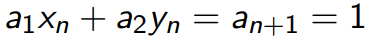 a₁xₙ + a₂yₙ = aₙ₊₁ = 1